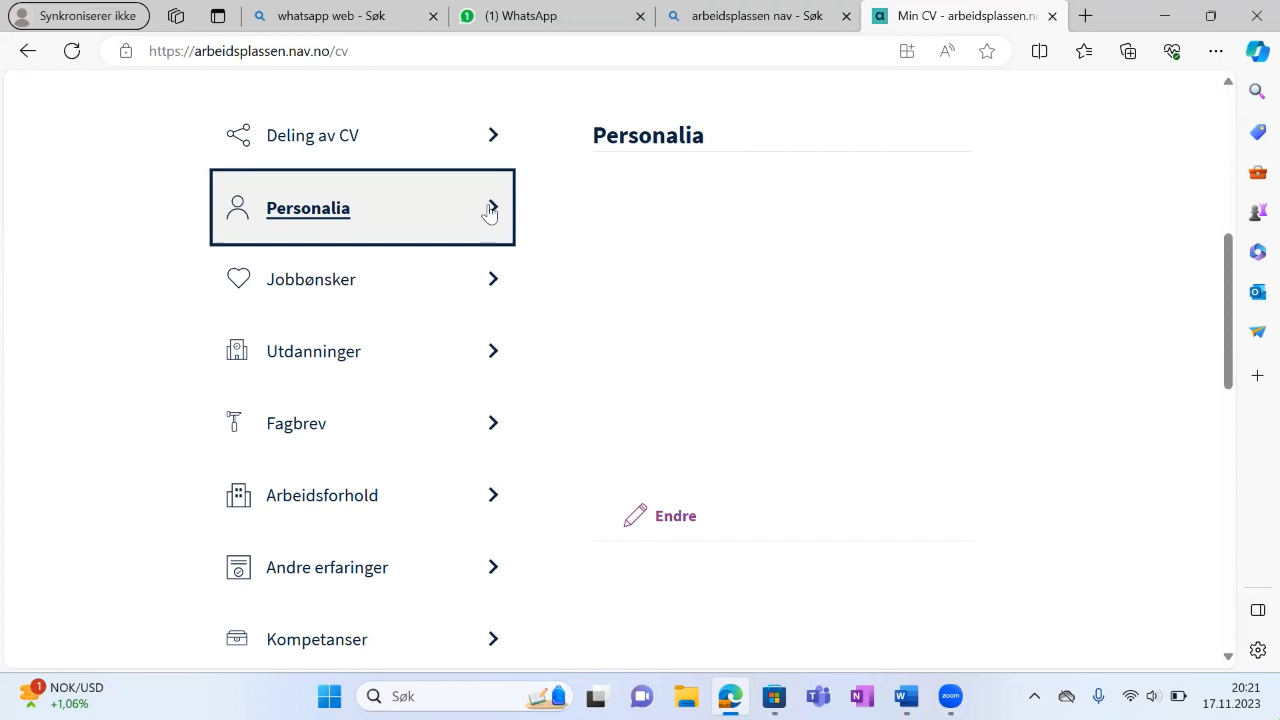 Synkroniserer ikke
whatsapp web - Søk
(1) WhatsApp
arbeidsplassen nav - Søk
Min CV - arbeidsplassen.n
https://arbeidsplassen.nav.no/cv
Deling av CV
Personalia
Jobbønsker
Utdanninger
Fagbrev
Arbeidsforhold
Andre erfaringer
Kompetanser
Personalia
Endre
1
NOK/USD
+1,06%
Søk
zoom
20:21
17.11.2023